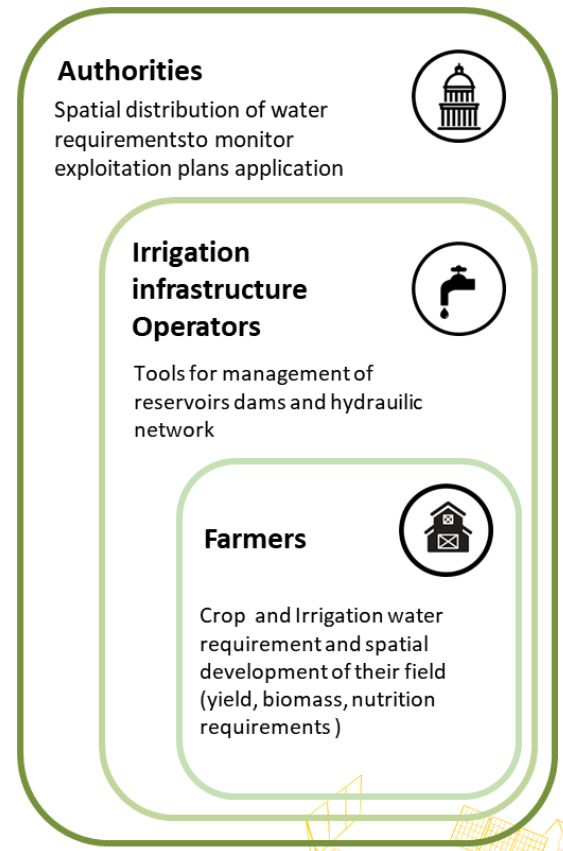 Authorities
Spatial distribution of water
requirementsto monitor
exploitation plans application
Irrigation
infrastructure
Operators
Tools for management of
reservoirs dams and hydrauilic
network
Farmers
Crop and Irrigation water
requirement and spatial
development of their field
(yield, biomass, nutrition
requirements )